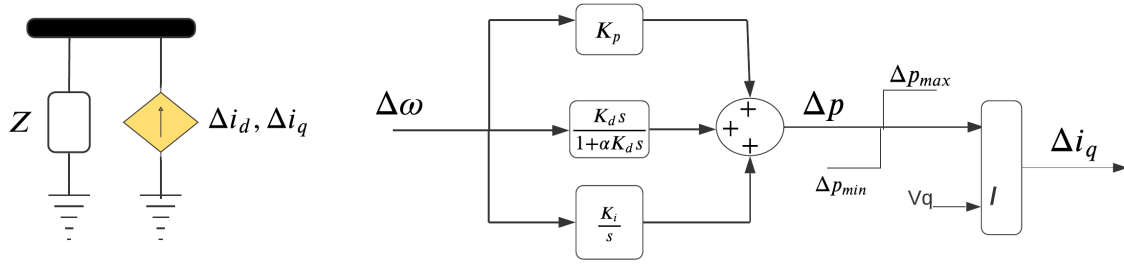 Z
Δi_d, Δi_q
Δω
K_p
K_d s
1+αK_d s
K_i
s
+
+
+
Δp
Δp_max
Δp_min
Vq
/
Δi_q